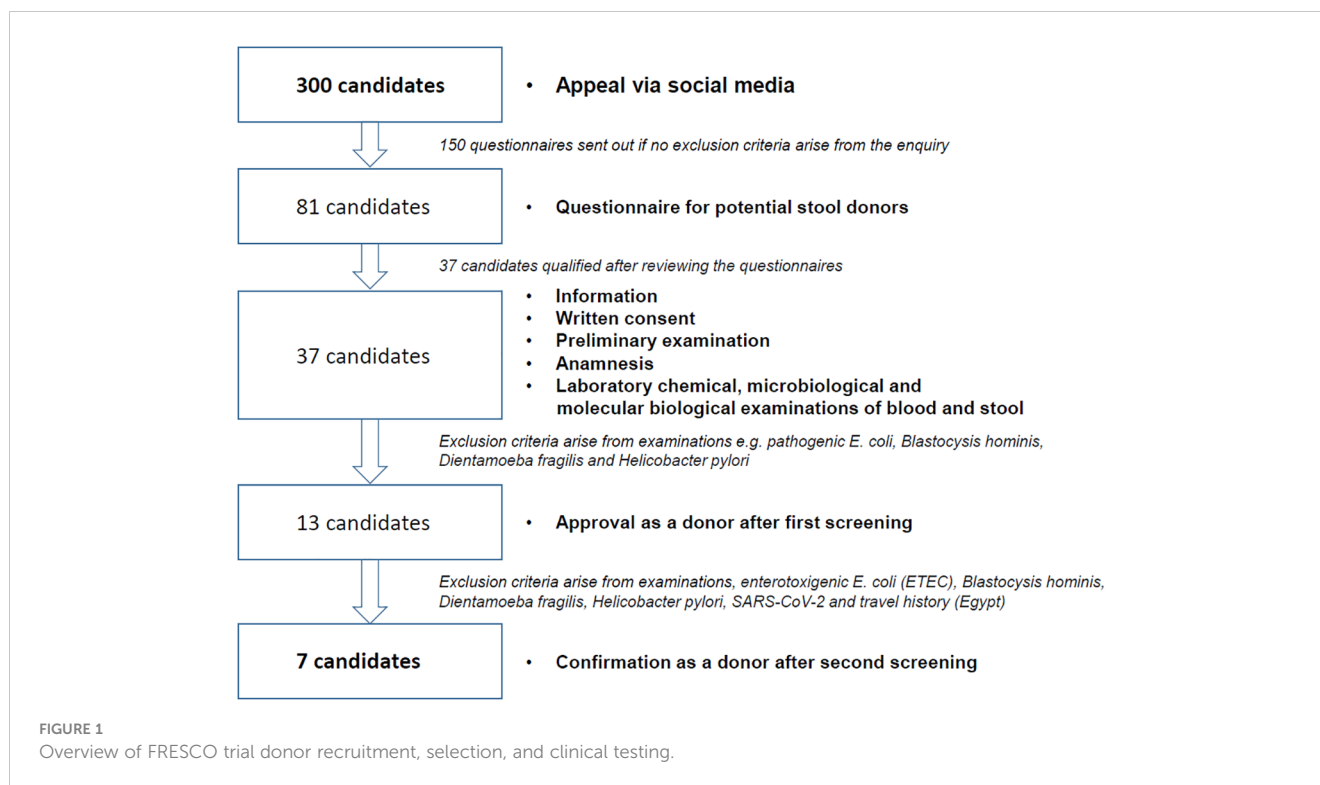 300 candidates
• Appeal via social media
150 questionnaires sent out if no exclusion criteria arise from the enquiry
81 candidates
• Questionnaire for potential stool donors
37 candidates qualified after reviewing the questionnaires
37 candidates
• Information
• Written consent
• Preliminary examination
• Anamnesis
• Laboratory chemical, microbiological and
molecular biological examinations of blood and stool
Exclusion criteria arise from examinations e.g. pathogenic E. coli, Blastocysis hominis,
Dientamoeba fragilis and Helicobacter pylori
13 candidates
• Approval as a donor after first screening
Exclusion criteria arise from examinations, enterotoxigenic E. coli (ETEC), Blastocysis hominis,
Dientamoeba fragilis, Helicobacter pylori, SARS-CoV-2 and travel history (Egypt)
7 candidates
• Confirmation as a donor after second screening
FIGURE 1
Overview of FRESCO trial donor recruitment, selection, and clinical testing.